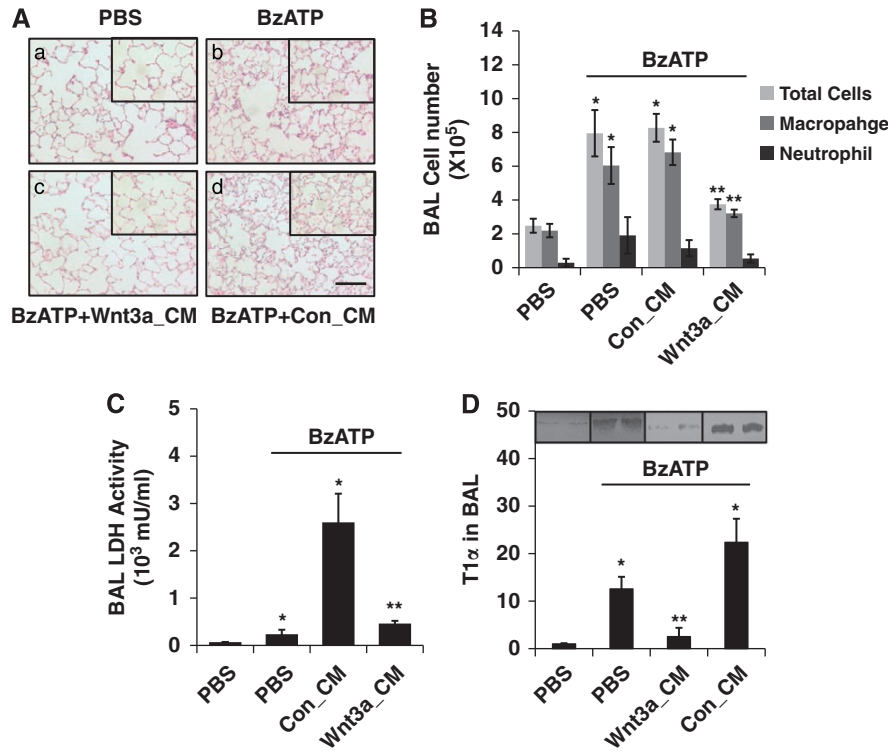 A
PBS
BzATP
a
b
c
d
BzATP+Wnt3a_CM
BzATP+Con_CM
B
BAL Cell number
(X10⁵)
14
12
10
8
6
4
2
0
BzATP
*
*
*
*
**
**
Total Cells
Macropahge
Neutrophil
PBS
PBS
Con_CM
Wnt3a_CM
C
BAL LDH Activity
(10³ mU/ml)
5
4
3
2
1
0
BzATP
*
*
**
PBS
PBS
Con_CM
Wnt3a_CM
D
T1α in BAL
50
40
30
20
10
0
BzATP
*
**
*
PBS
PBS
Wnt3a_CM
Con_CM